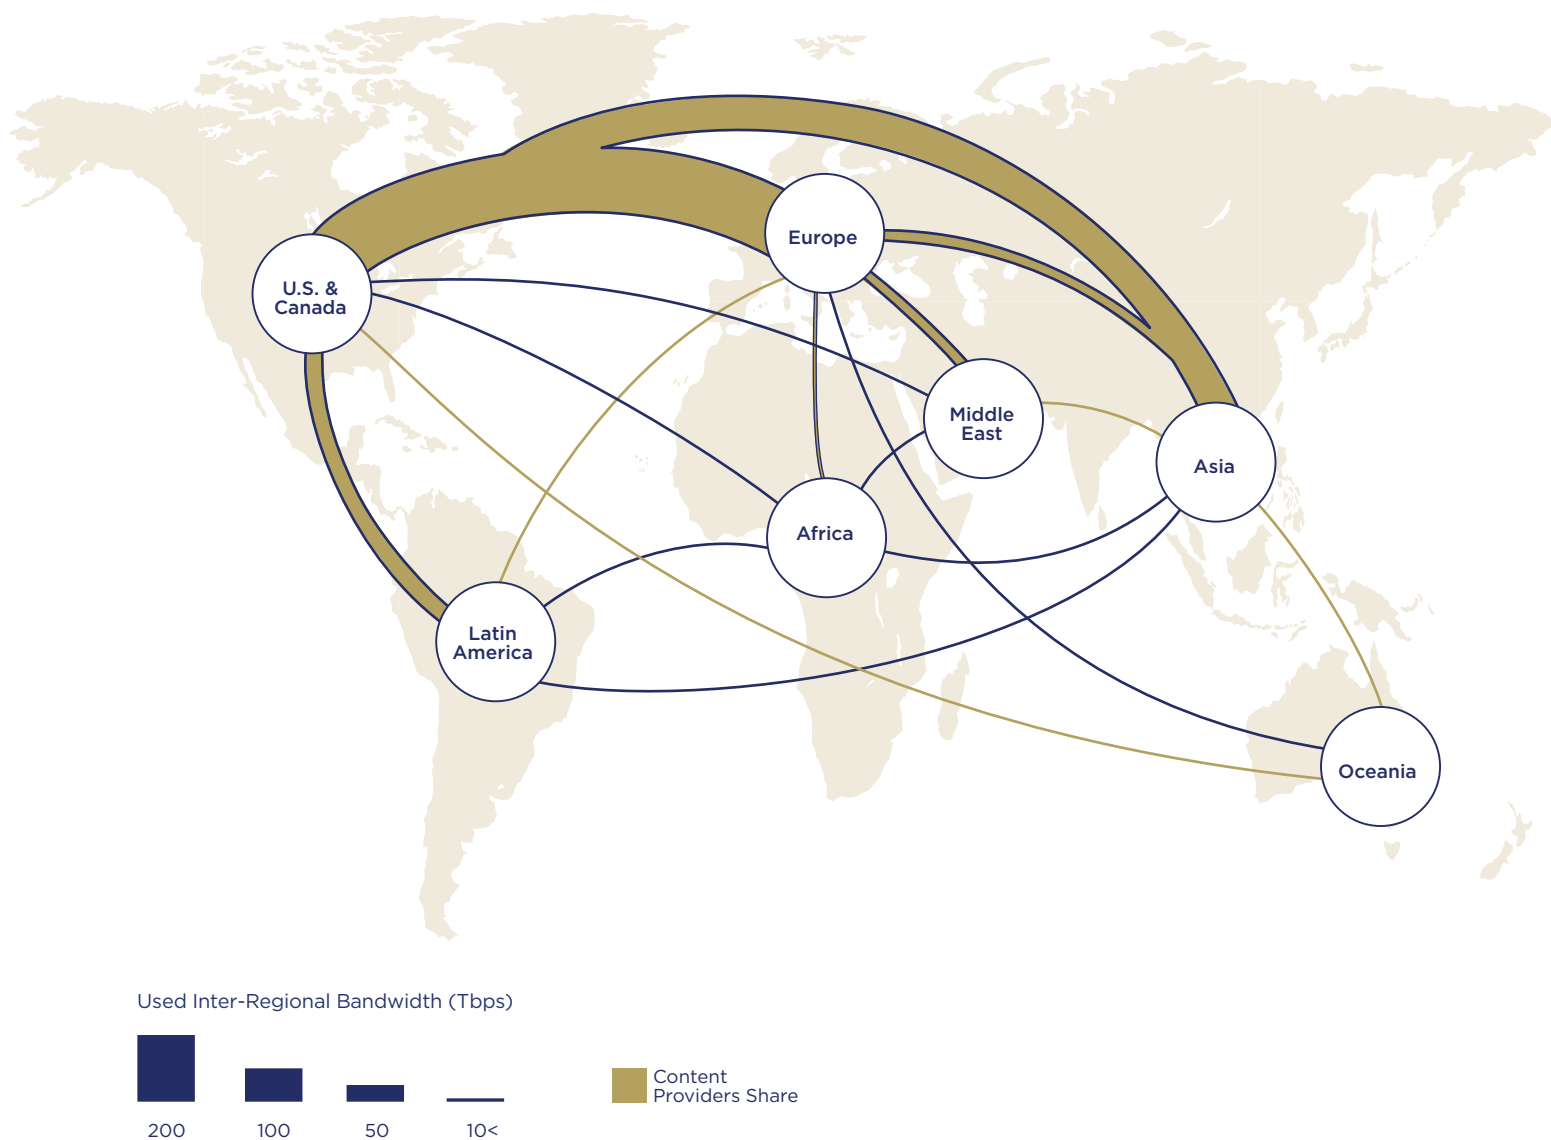 Europe
U.S. &
Canada
Middle
East
Asia
Africa
Latin
America
Oceania
Used Inter-Regional Bandwidth (Tbps)
200
100
50
10<
Content
Providers Share